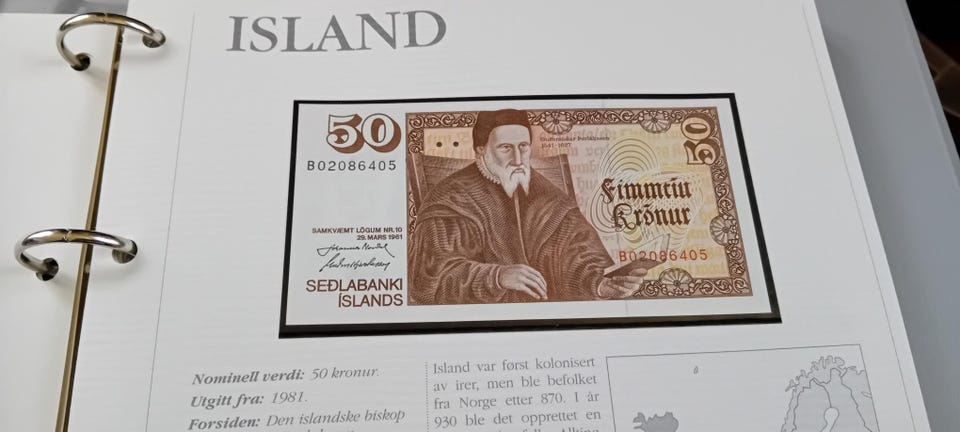 ISLAND
50
B02086405
Guðbrandur Þorláksson
1541-1627
50
Fimmtíu
Krónur
SAMKVÆMT LÖGUM NR.10
29. MARS 1961
B02086405
SEÐLABANKI
ÍSLANDS
Nominell verdi: 50 kronur.
Utgitt fra: 1981.
Forsiden: Den islandske biskop
Island var først kolonisert
av irer, men ble befolket
fra Norge etter 870. I år
930 ble det opprettet en